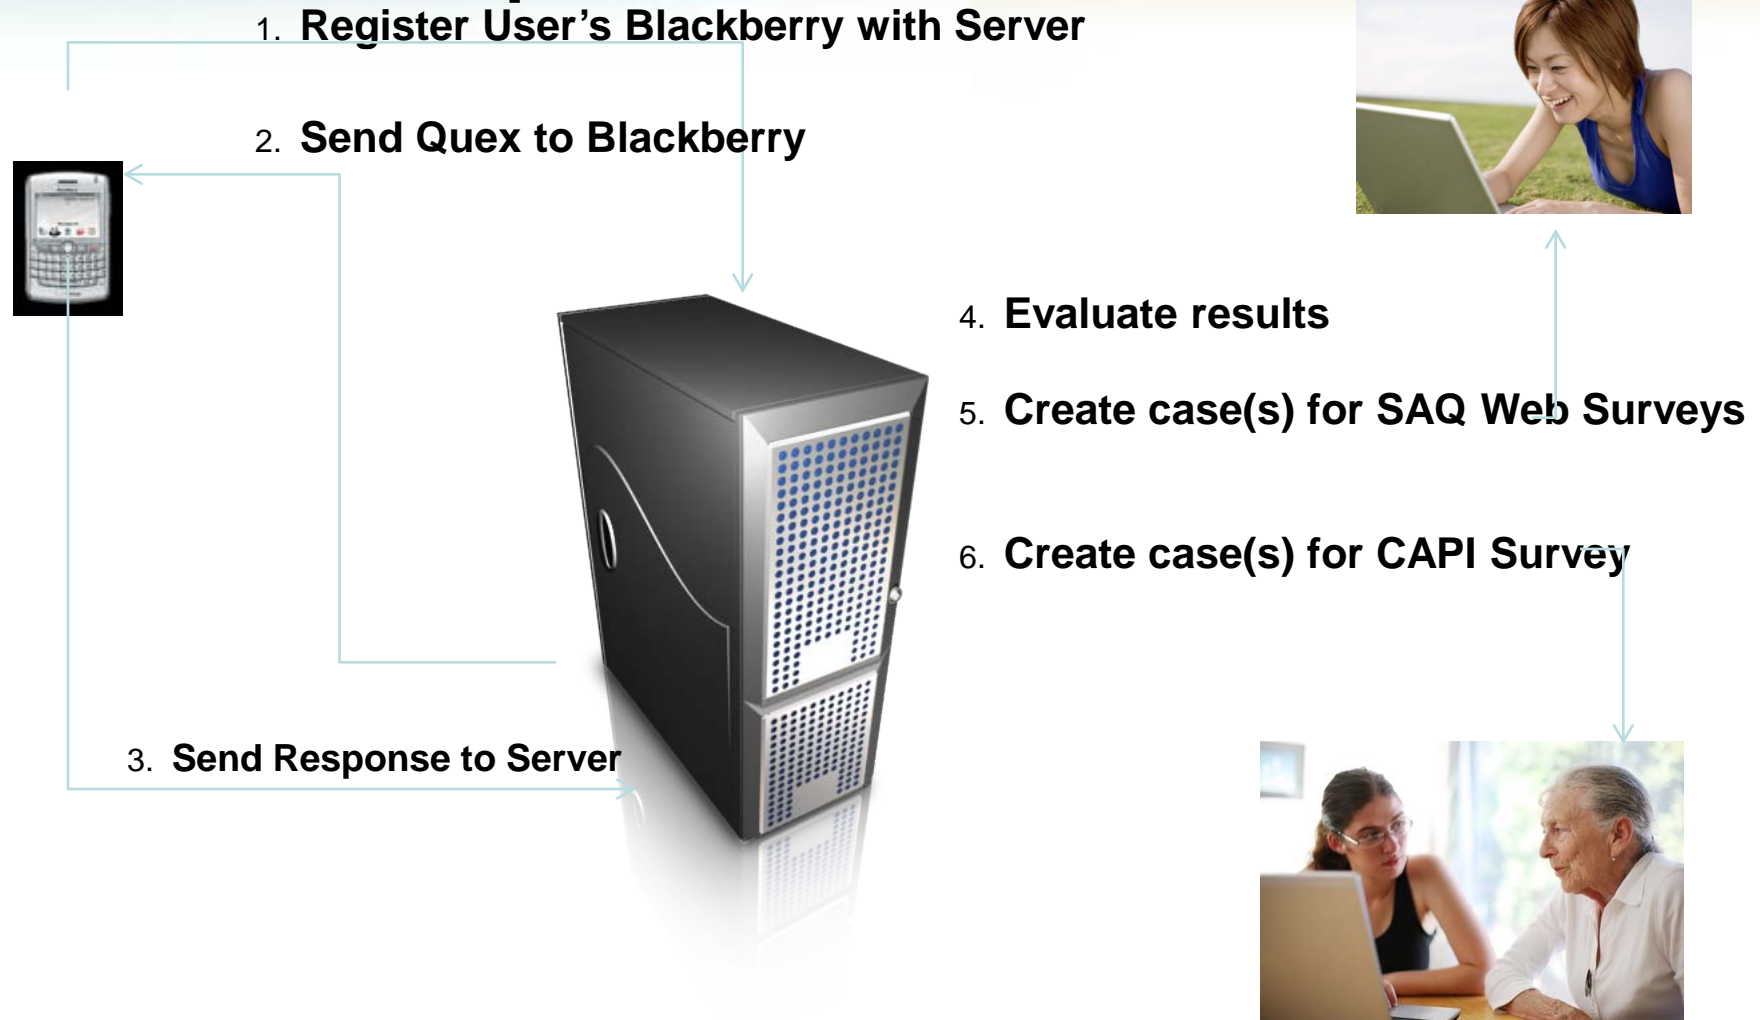 1. Register User’s Blackberry with Server
2. Send Quex to Blackberry
4. Evaluate results
5. Create case(s) for SAQ Web Surveys
6. Create case(s) for CAPI Survey
3. Send Response to Server